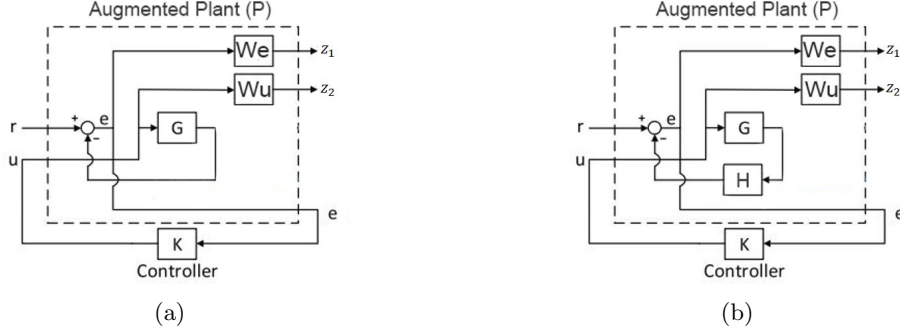 Augmented Plant (P)
We
z₁
Wu
z₂
r
+
e
−
G
u
e
K
Controller
(a)
Augmented Plant (P)
We
z₁
Wu
z₂
r
+
e
−
G
u
H
e
K
Controller
(b)